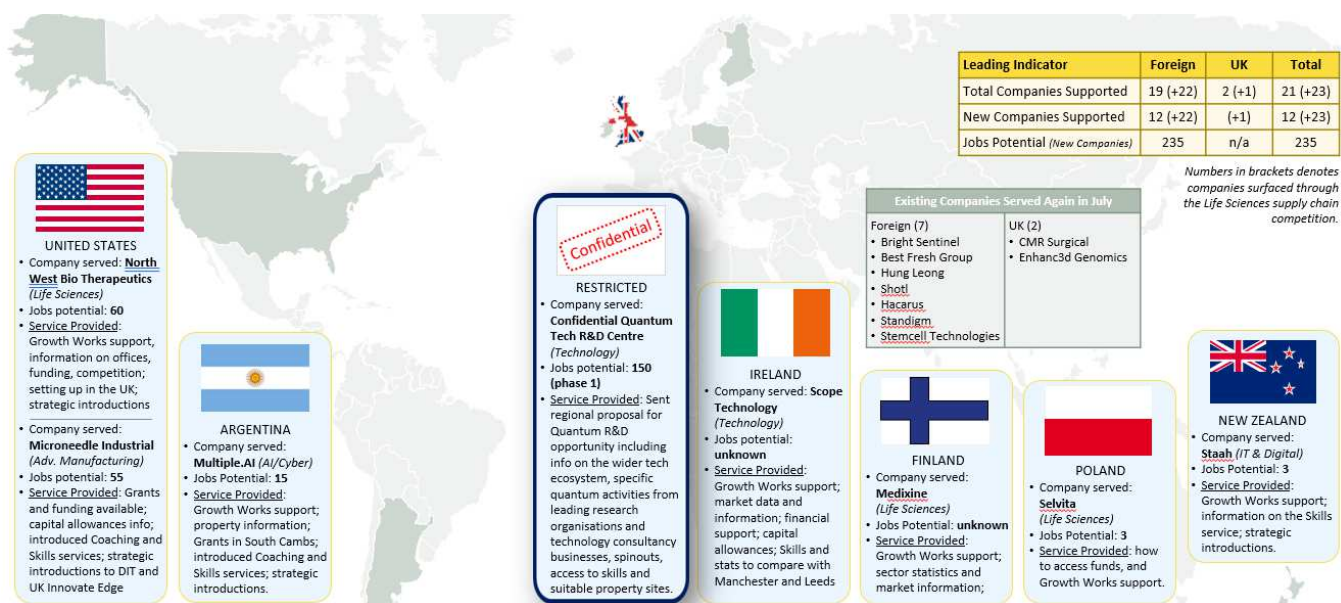 Leading Indicator Foreign UK Total
Total Companies Supported 19 (+22) 2 (+1) 21 (+23)
New Companies Supported 12 (+22) (+1) 12 (+23)
Jobs Potential (New Companies) 235 n/a 235
Numbers in brackets denotes
companies surfaced through
the Life Sciences supply chain
competition.
Existing Companies Served Again in July
Foreign (7)
• Bright Sentinel
• Best Fresh Group
• Hung Leong
• Shotl
• Hacarus
• Standigm
• Stemcell Technologies
UK (2)
• CMR Surgical
• Enhanc3d Genomics
UNITED STATES
• Company served: North
West Bio Therapeutics
(Life Sciences)
• Jobs potential: 60
• Service Provided:
Growth Works support,
information on offices,
funding, competition;
setting up in the UK;
strategic introductions
• Company served:
Microneedle Industrial
(Adv. Manufacturing)
• Jobs potential: 55
• Service Provided: Grants
and funding available;
capital allowances info;
introduced Coaching and
Skills services; strategic
introductions to DIT and
UK Innovate Edge
ARGENTINA
• Company served:
Multiple.AI (AI/Cyber)
• Jobs Potential: 15
• Service Provided:
Growth Works support;
property information;
Grants in South Cambs;
introduced Coaching and
Skills services; strategic
introductions.
Confidential
RESTRICTED
• Company served:
Confidential Quantum
Tech R&D Centre
(Technology)
• Jobs potential: 150
(phase 1)
• Service Provided: Sent
regional proposal for
Quantum R&D
opportunity including
info on the wider tech
ecosystem, specific
quantum activities from
leading research
organisations and
technology consultancy
businesses, spinouts,
access to skills and
suitable property sites.
IRELAND
• Company served: Scope
Technology
(Technology)
• Jobs potential:
unknown
• Service Provided:
Growth Works support;
market data and
information; financial
support; capital
allowances; Skills and
stats to compare with
Manchester and Leeds
FINLAND
• Company served:
Medixine
(Life Sciences)
• Jobs Potential: unknown
• Service Provided:
Growth Works support;
sector statistics and
market information;
POLAND
• Company served:
Selvita
(Life Sciences)
• Jobs Potential: 3
• Service Provided: how
to access funds, and
Growth Works support.
NEW ZEALAND
• Company served:
Staah (IT & Digital)
• Jobs Potential: 3
• Service Provided:
Growth Works support;
information on the Skills
service; strategic
introductions.